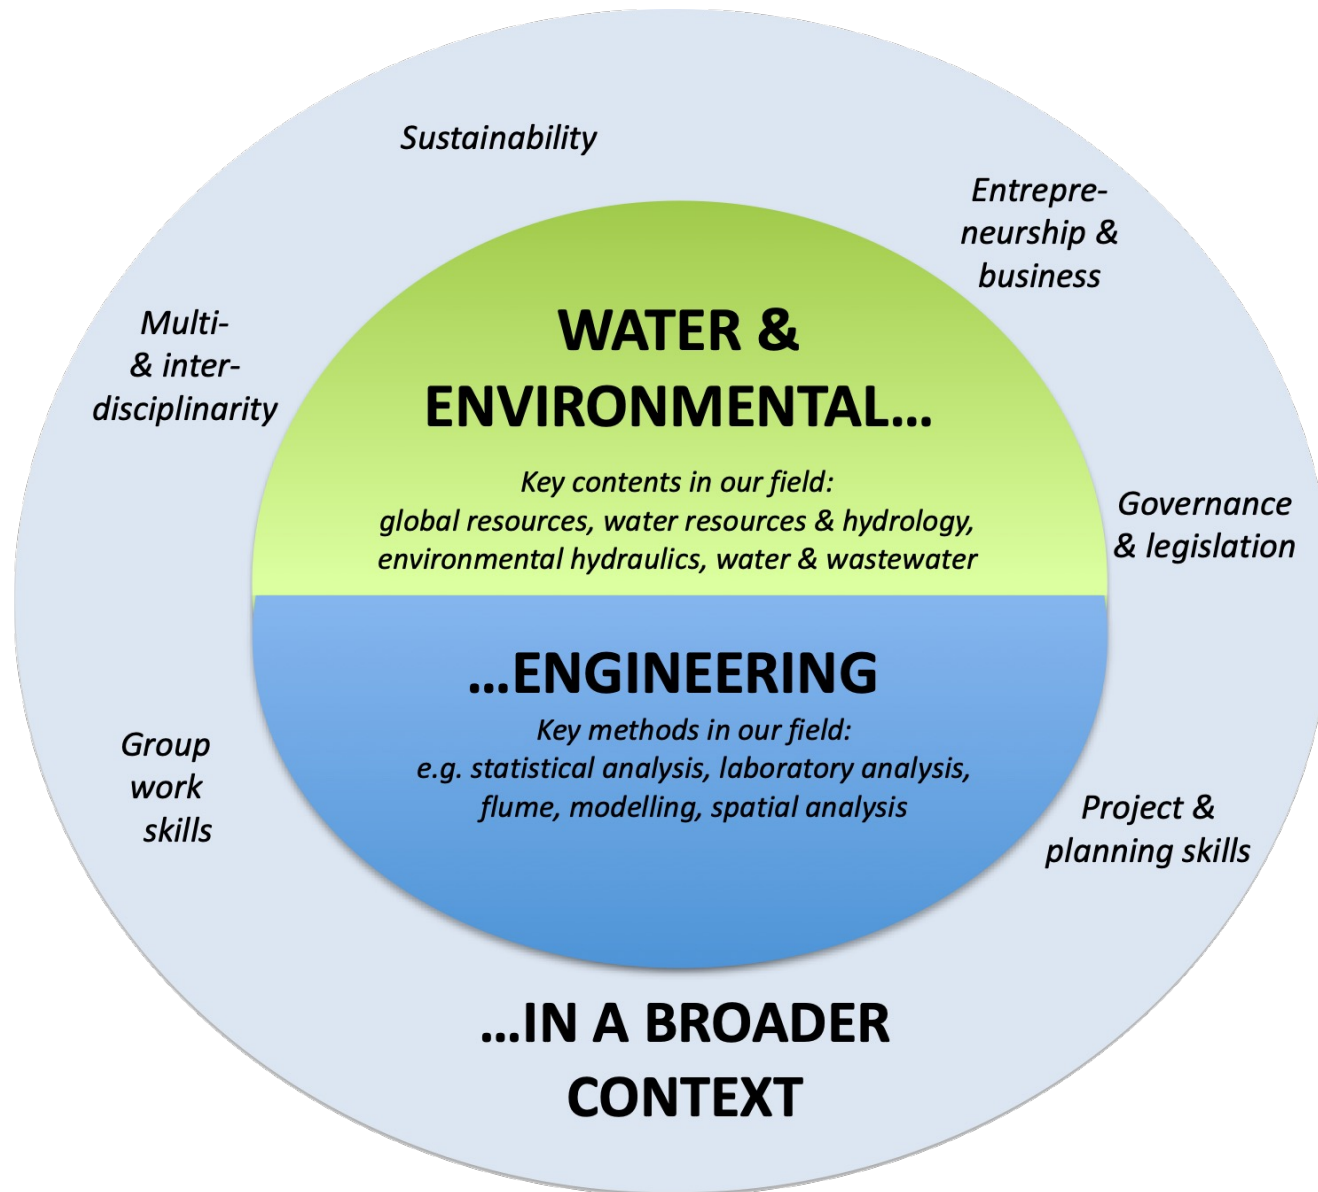 Sustainability
Entrepre-
neurship &
business
Multi-
& inter-
disciplinarity
WATER &
ENVIRONMENTAL...
Key contents in our field:
global resources, water resources & hydrology,
environmental hydraulics, water & wastewater
Governance
& legislation
...ENGINEERING
Key methods in our field:
e.g. statistical analysis, laboratory analysis,
flume, modelling, spatial analysis
Group
work
skills
Project &
planning skills
...IN A BROADER
CONTEXT